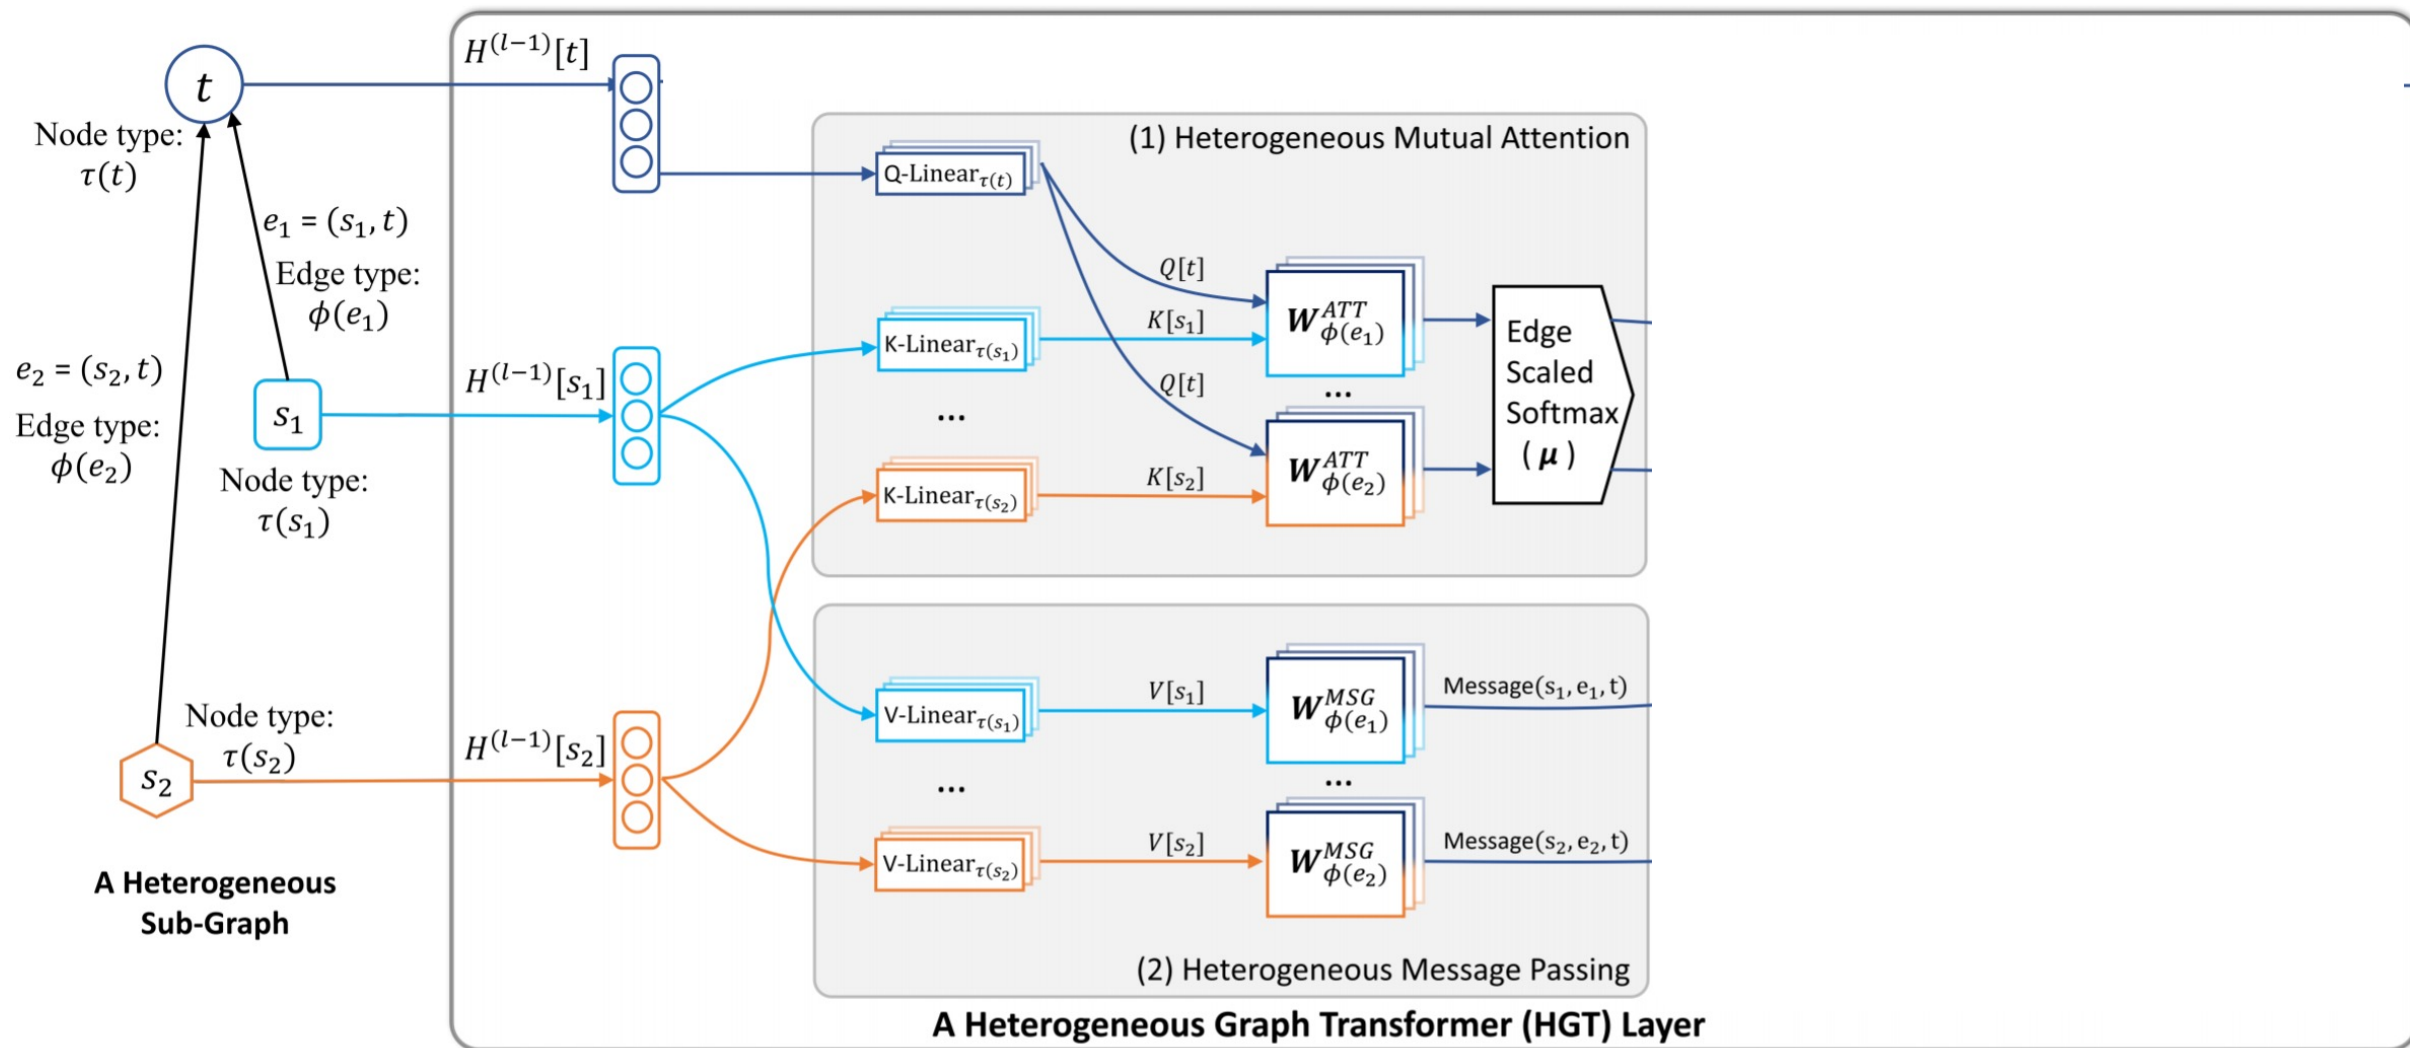 t
Node type:
τ(t)
e₁ = (s₁, t)
Edge type:
ϕ(e₁)
e₂ = (s₂, t)
Edge type:
ϕ(e₂)
s₁
Node type:
τ(s₁)
Node type:
τ(s₂)
s₂
A Heterogeneous
Sub-Graph
H^(l−1)[t]
H^(l−1)[s₁]
H^(l−1)[s₂]
(1) Heterogeneous Mutual Attention
Q-Linear_τ(t)
Q[t]
K-Linear_τ(s₁)
K[s₁]
W^ATT_ϕ(e₁)
...
...
Q[t]
K-Linear_τ(s₂)
K[s₂]
W^ATT_ϕ(e₂)
Edge
Scaled
Softmax
(μ)
V-Linear_τ(s₁)
V[s₁]
W^MSG_ϕ(e₁)
Message(s₁, e₁, t)
...
...
V-Linear_τ(s₂)
V[s₂]
W^MSG_ϕ(e₂)
Message(s₂, e₂, t)
(2) Heterogeneous Message Passing
A Heterogeneous Graph Transformer (HGT) Layer